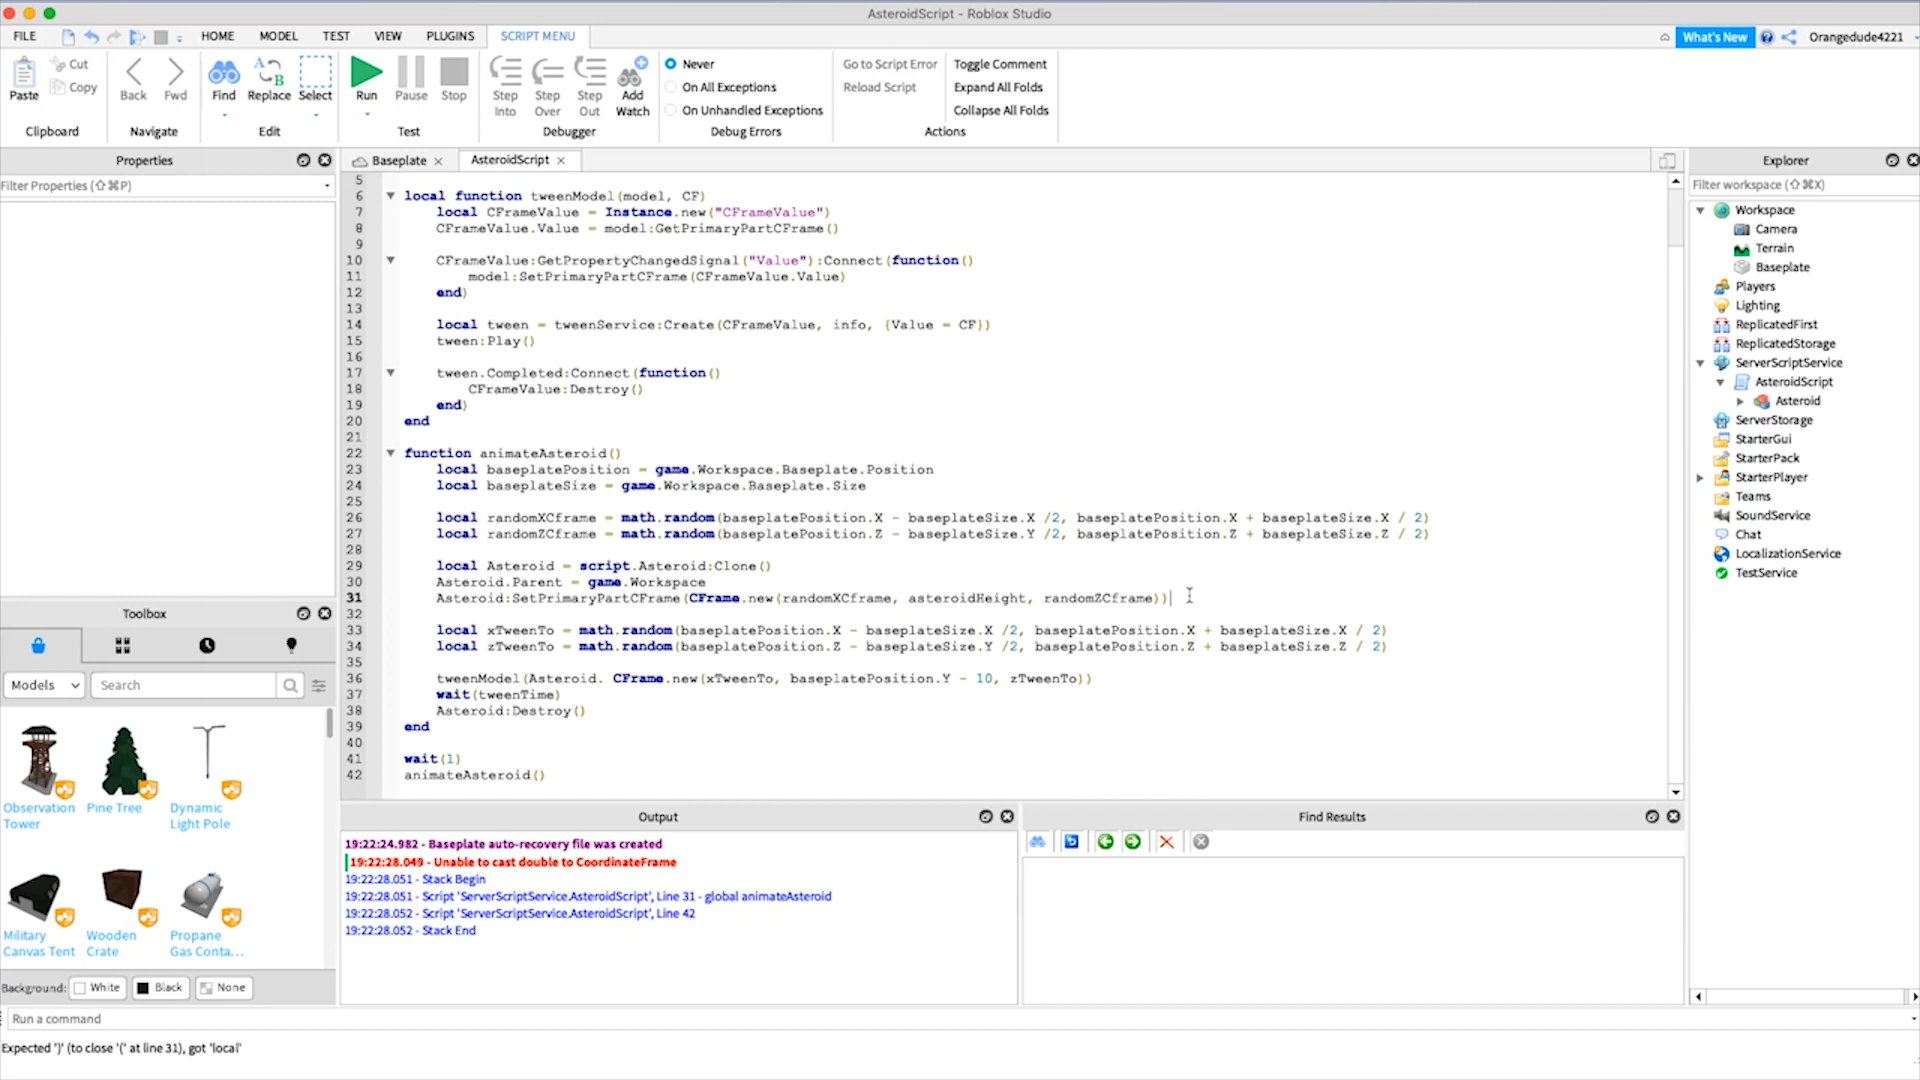 AsteroidScript - Roblox Studio
FILE HOME MODEL TEST VIEW PLUGINS SCRIPT MENU What's New Orangedude4221
Paste Cut Copy Clipboard
Back Fwd Navigate
Find Replace Select Edit
Run Pause Stop Test
Step Into Step Over Step Out Add Watch Debugger
Never
On All Exceptions
On Unhandled Exceptions
Debug Errors
Go to Script Error
Reload Script
Toggle Comment
Expand All Folds
Collapse All Folds
Actions
Properties
Filter Properties (⇧⌘P)
Baseplate AsteroidScript
5
6 local function tweenModel(model, CF)
7 local CFrameValue = Instance.new("CFrameValue")
8 CFrameValue.Value = model:GetPrimaryPartCFrame()
9
10 CFrameValue:GetPropertyChangedSignal("Value"):Connect(function()
11 model:SetPrimaryPartCFrame(CFrameValue.Value)
12 end)
13
14 local tween = tweenService:Create(CFrameValue, info, {Value = CF})
15 tween:Play()
16
17 tween.Completed:Connect(function()
18 CFrameValue:Destroy()
19 end)
20 end
21
22 function animateAsteroid()
23 local baseplatePosition = game.Workspace.Baseplate.Position
24 local baseplateSize = game.Workspace.Baseplate.Size
25
26 local randomXCframe = math.random(baseplatePosition.X - baseplateSize.X /2, baseplatePosition.X + baseplateSize.X / 2)
27 local randomZCframe = math.random(baseplatePosition.Z - baseplateSize.Y /2, baseplatePosition.Z + baseplateSize.Z / 2)
28
29 local Asteroid = script.Asteroid:Clone()
30 Asteroid.Parent = game.Workspace
31 Asteroid:SetPrimaryPartCFrame(CFrame.new(randomXCframe, asteroidHeight, randomZCframe))
32
33 local xTweenTo = math.random(baseplatePosition.X - baseplateSize.X /2, baseplatePosition.X + baseplateSize.X / 2)
34 local zTweenTo = math.random(baseplatePosition.Z - baseplateSize.Y /2, baseplatePosition.Z + baseplateSize.Z / 2)
35
36 tweenModel(Asteroid. CFrame.new(xTweenTo, baseplatePosition.Y - 10, zTweenTo))
37 wait(tweenTime)
38 Asteroid:Destroy()
39 end
40
41 wait(1)
42 animateAsteroid()
Explorer
Filter workspace (⇧⌘X)
Workspace
Camera
Terrain
Baseplate
Players
Lighting
ReplicatedFirst
ReplicatedStorage
ServerScriptService
AsteroidScript
Asteroid
ServerStorage
StarterGui
StarterPack
StarterPlayer
Teams
SoundService
Chat
LocalizationService
TestService
Toolbox
Models Search
Observation Tower
Pine Tree
Dynamic Light Pole
Military Canvas Tent
Wooden Crate
Propane Gas Conta...
Background: White Black None
Output
19:22:24.982 - Baseplate auto-recovery file was created
19:22:28.049 - Unable to cast double to CoordinateFrame
19:22:28.051 - Stack Begin
19:22:28.051 - Script 'ServerScriptService.AsteroidScript', Line 31 - global animateAsteroid
19:22:28.052 - Script 'ServerScriptService.AsteroidScript', Line 42
19:22:28.052 - Stack End
Find Results
Run a command
Expected ')' (to close '(' at line 31), got 'local'